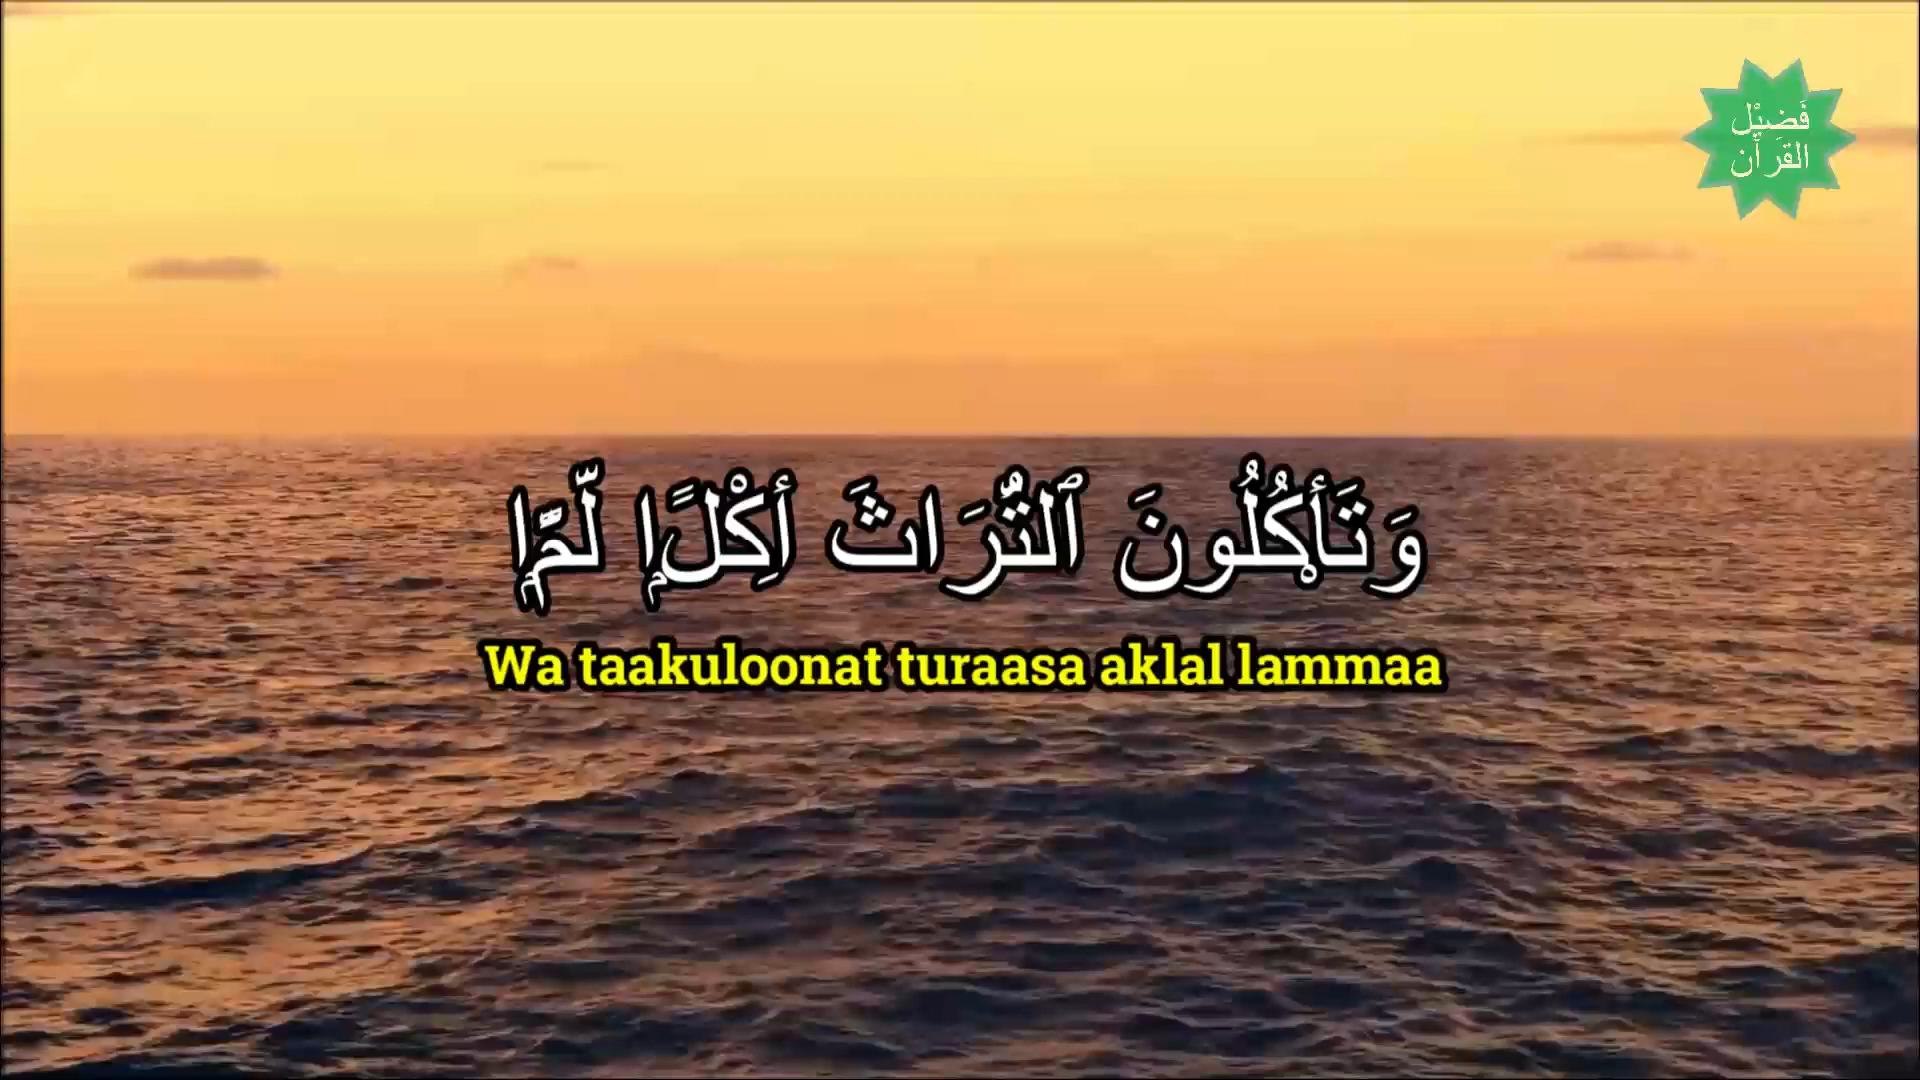 فَضَيْل
القرآن
وَتَأۡكُلُونَ ٱلتُّرَاثَ أَكۡلًا لَّمًّا
Wa taakuloonat turaasa aklal lammaa